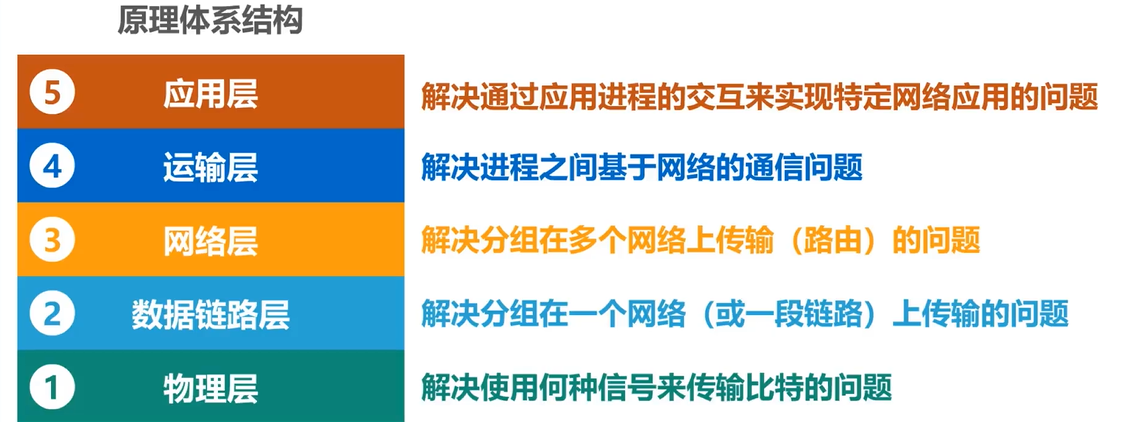 原理体系结构
5 应用层 解决通过应用进程的交互来实现特定网络应用的问题
4 运输层 解决进程之间基于网络的通信问题
3 网络层 解决分组在多个网络上传输（路由）的问题
2 数据链路层 解决分组在一个网络（或一段链路）上传输的问题
1 物理层 解决使用何种信号来传输比特的问题